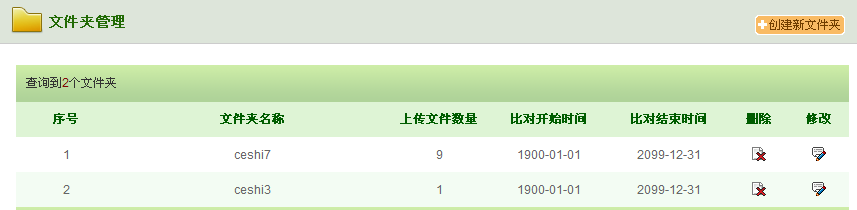 文件夹管理
创建新文件夹
查询到2个文件夹
序号 文件夹名称 上传文件数量 比对开始时间 比对结束时间 删除 修改
1 ceshi7 9 1900-01-01 2099-12-31
2 ceshi3 1 1900-01-01 2099-12-31